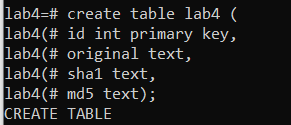 lab4=# create table lab4 (
lab4(# id int primary key,
lab4(# original text,
lab4(# sha1 text,
lab4(# md5 text);
CREATE TABLE